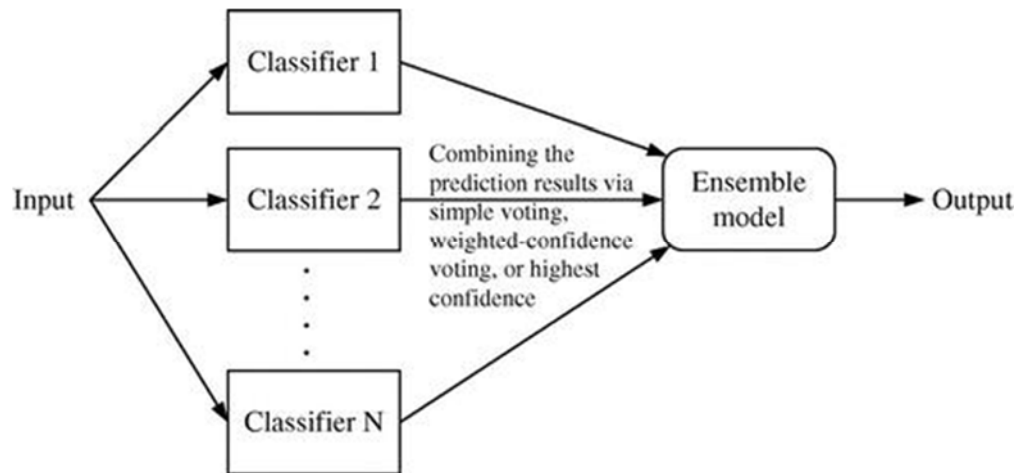 Input
Classifier 1
Classifier 2
Classifier N
Combining the
prediction results via
simple voting,
weighted-confidence
voting, or highest
confidence
Ensemble
model
Output